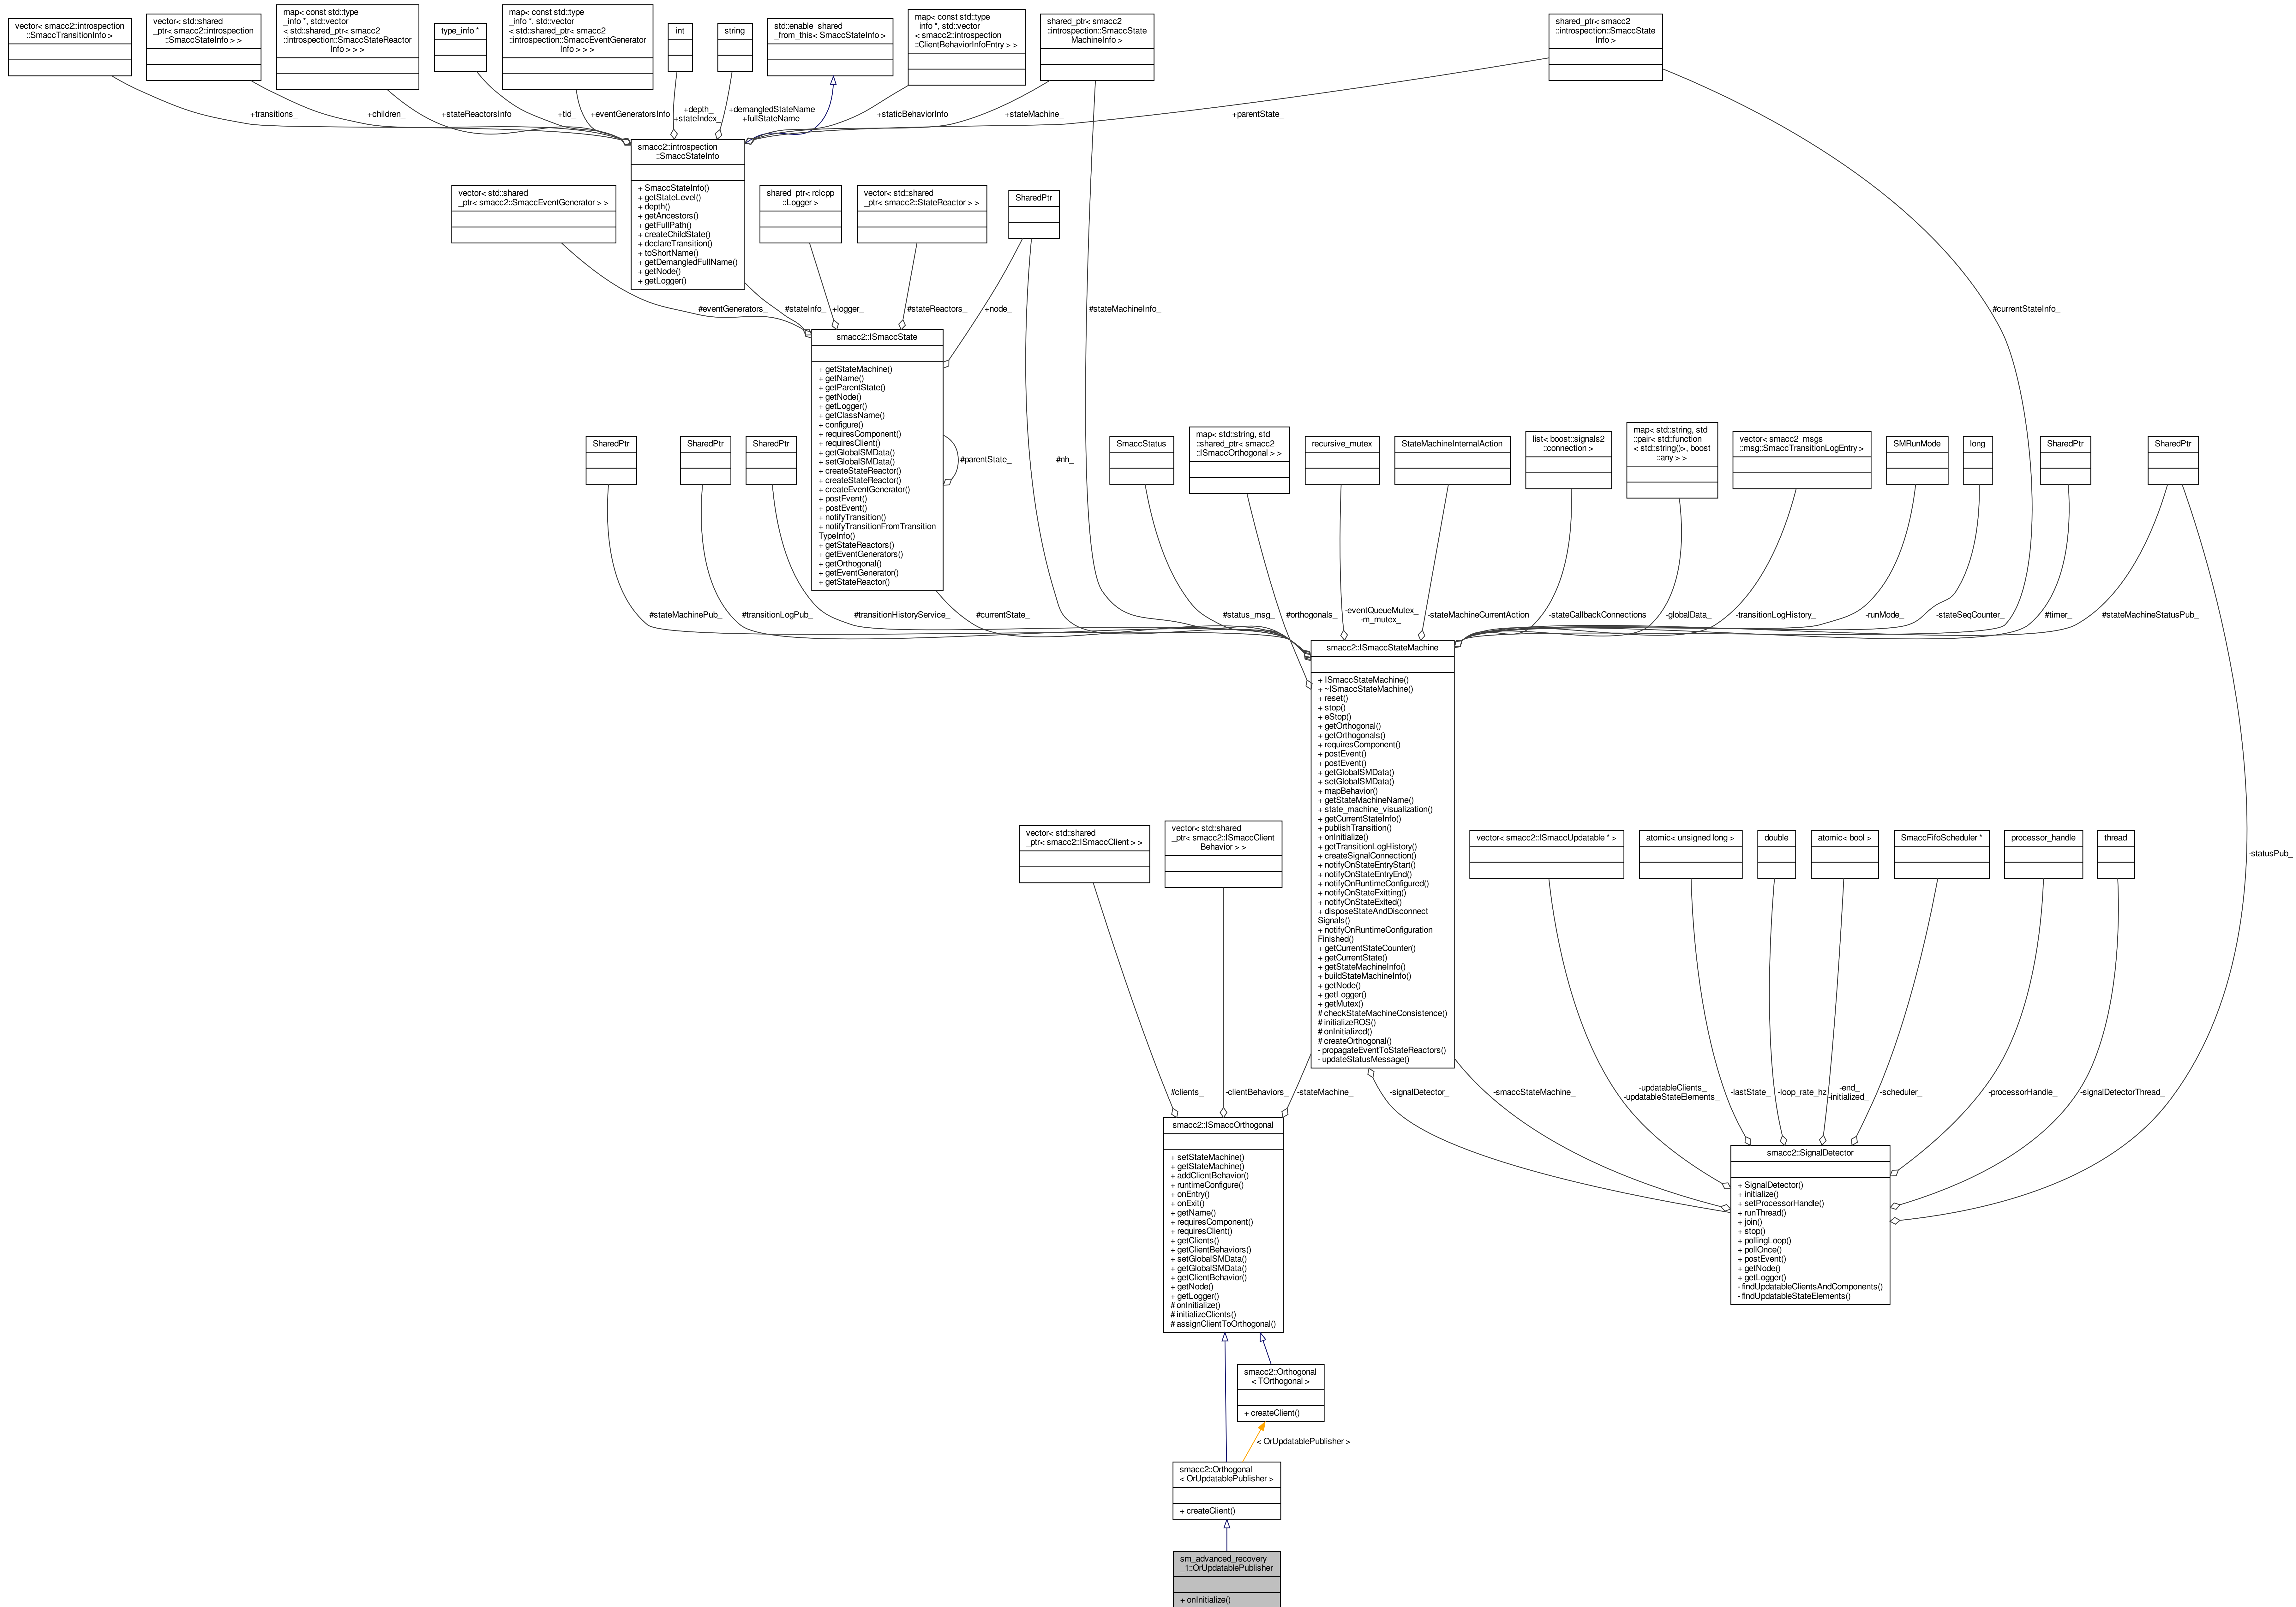 vector< smacc2::introspection
::SmaccTransitionInfo >
vector< std::shared
_ptr< smacc2::introspection
::SmaccStateInfo > >
map< const std::type
_info *, std::vector
< std::shared_ptr< smacc2
::introspection::SmaccStateReactor
Info > > >
type_info *
map< const std::type
_info *, std::vector
< std::shared_ptr< smacc2
::introspection::SmaccEventGenerator
Info > > >
int
string
std::enable_shared
_from_this< SmaccStateInfo >
map< const std::type
_info *, std::vector
< smacc2::introspection
::ClientBehaviorInfoEntry > >
shared_ptr< smacc2
::introspection::SmaccState
MachineInfo >
shared_ptr< smacc2
::introspection::SmaccState
Info >
+transitions_
+children_
+stateReactorsInfo
+tid_
+eventGeneratorsInfo
+depth_
+stateIndex_
+demangledStateName
+fullStateName
+staticBehaviorInfo
+stateMachine_
+parentState_
smacc2::introspection
::SmaccStateInfo
+ SmaccStateInfo()
+ getStateLevel()
+ depth()
+ getAncestors()
+ getFullPath()
+ createChildState()
+ declareTransition()
+ toShortName()
+ getDemangledFullName()
+ getNode()
+ getLogger()
vector< std::shared
_ptr< smacc2::SmaccEventGenerator > >
shared_ptr< rclcpp
::Logger >
vector< std::shared
_ptr< smacc2::StateReactor > >
SharedPtr
#eventGenerators_
#stateInfo_
+logger_
#stateReactors_
+node_
#stateMachineInfo_
#currentStateInfo_
smacc2::ISmaccState
+ getStateMachine()
+ getName()
+ getParentState()
+ getNode()
+ getLogger()
+ getClassName()
+ configure()
+ requiresComponent()
+ requiresClient()
+ getGlobalSMData()
+ setGlobalSMData()
+ createStateReactor()
+ createStateReactor()
+ createEventGenerator()
+ postEvent()
+ postEvent()
+ notifyTransition()
+ notifyTransitionFromTransition
TypeInfo()
+ getStateReactors()
+ getEventGenerators()
+ getOrthogonal()
+ getEventGenerator()
+ getStateReactor()
#parentState_
#nh_
SharedPtr
SharedPtr
SharedPtr
SmaccStatus
map< std::string, std
::shared_ptr< smacc2
::ISmaccOrthogonal > >
recursive_mutex
StateMachineInternalAction
list< boost::signals2
::connection >
map< std::string, std
::pair< std::function
< std::string()>, boost
::any > >
vector< smacc2_msgs
::msg::SmaccTransitionLogEntry >
SMRunMode
long
SharedPtr
SharedPtr
#stateMachinePub_
#transitionLogPub_
#transitionHistoryService_
#currentState_
#status_msg_
#orthogonals_
-eventQueueMutex_
-m_mutex_
-stateMachineCurrentAction
-stateCallbackConnections
-globalData_
-transitionLogHistory_
-runMode_
-stateSeqCounter_
#timer_
#stateMachineStatusPub_
smacc2::ISmaccStateMachine
+ ISmaccStateMachine()
+ ~ISmaccStateMachine()
+ reset()
+ stop()
+ eStop()
+ getOrthogonal()
+ getOrthogonals()
+ requiresComponent()
+ postEvent()
+ postEvent()
+ getGlobalSMData()
+ setGlobalSMData()
+ mapBehavior()
+ getStateMachineName()
+ state_machine_visualization()
+ getCurrentStateInfo()
+ publishTransition()
+ onInitialize()
+ getTransitionLogHistory()
+ createSignalConnection()
+ notifyOnStateEntryStart()
+ notifyOnStateEntryEnd()
+ notifyOnRuntimeConfigured()
+ notifyOnStateExitting()
+ notifyOnStateExited()
+ disposeStateAndDisconnect
Signals()
+ notifyOnRuntimeConfiguration
Finished()
+ getCurrentStateCounter()
+ getCurrentState()
+ getStateMachineInfo()
+ buildStateMachineInfo()
+ getNode()
+ getLogger()
+ getMutex()
# checkStateMachineConsistence()
# initializeROS()
# onInitialized()
# createOrthogonal()
- propagateEventToStateReactors()
- updateStatusMessage()
vector< std::shared
_ptr< smacc2::ISmaccClient > >
vector< std::shared
_ptr< smacc2::ISmaccClient
Behavior > >
vector< smacc2::ISmaccUpdatable * >
atomic< unsigned long >
double
atomic< bool >
SmaccFifoScheduler *
processor_handle
thread
-statusPub_
#clients_
-clientBehaviors_
-stateMachine_
-signalDetector_
-smaccStateMachine_
-updatableClients_
-updatableStateElements_
-lastState_
-loop_rate_hz
-end_
-initialized_
-scheduler_
-processorHandle_
-signalDetectorThread_
smacc2::ISmaccOrthogonal
+ setStateMachine()
+ getStateMachine()
+ addClientBehavior()
+ runtimeConfigure()
+ onEntry()
+ onExit()
+ getName()
+ requiresComponent()
+ requiresClient()
+ getClients()
+ getClientBehaviors()
+ setGlobalSMData()
+ getGlobalSMData()
+ getClientBehavior()
+ getNode()
+ getLogger()
# onInitialize()
# initializeClients()
# assignClientToOrthogonal()
smacc2::SignalDetector
+ SignalDetector()
+ initialize()
+ setProcessorHandle()
+ runThread()
+ join()
+ stop()
+ pollingLoop()
+ pollOnce()
+ postEvent()
+ getNode()
+ getLogger()
- findUpdatableClientsAndComponents()
- findUpdatableStateElements()
smacc2::Orthogonal
< TOrthogonal >
+ createClient()
< OrUpdatablePublisher >
smacc2::Orthogonal
< OrUpdatablePublisher >
+ createClient()
sm_advanced_recovery
_1::OrUpdatablePublisher
+ onInitialize()